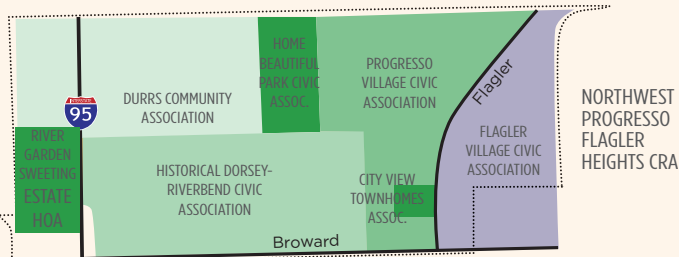 HOME
BEAUTIFUL
PARK CIVIC
ASSOC.
PROGRESSO
VILLAGE CIVIC
ASSOCIATION
Flagler
DURRS COMMUNITY
ASSOCIATION
INTERSTATE
95
NORTHWEST
PROGRESSO
FLAGLER
HEIGHTS CRA
RIVER
GARDEN
SWEETING
ESTATE
HOA
FLAGLER
VILLAGE CIVIC
ASSOCIATION
HISTORICAL DORSEY-
RIVERBEND CIVIC
ASSOCIATION
CITY VIEW
TOWNHOMES
ASSOC.
Broward